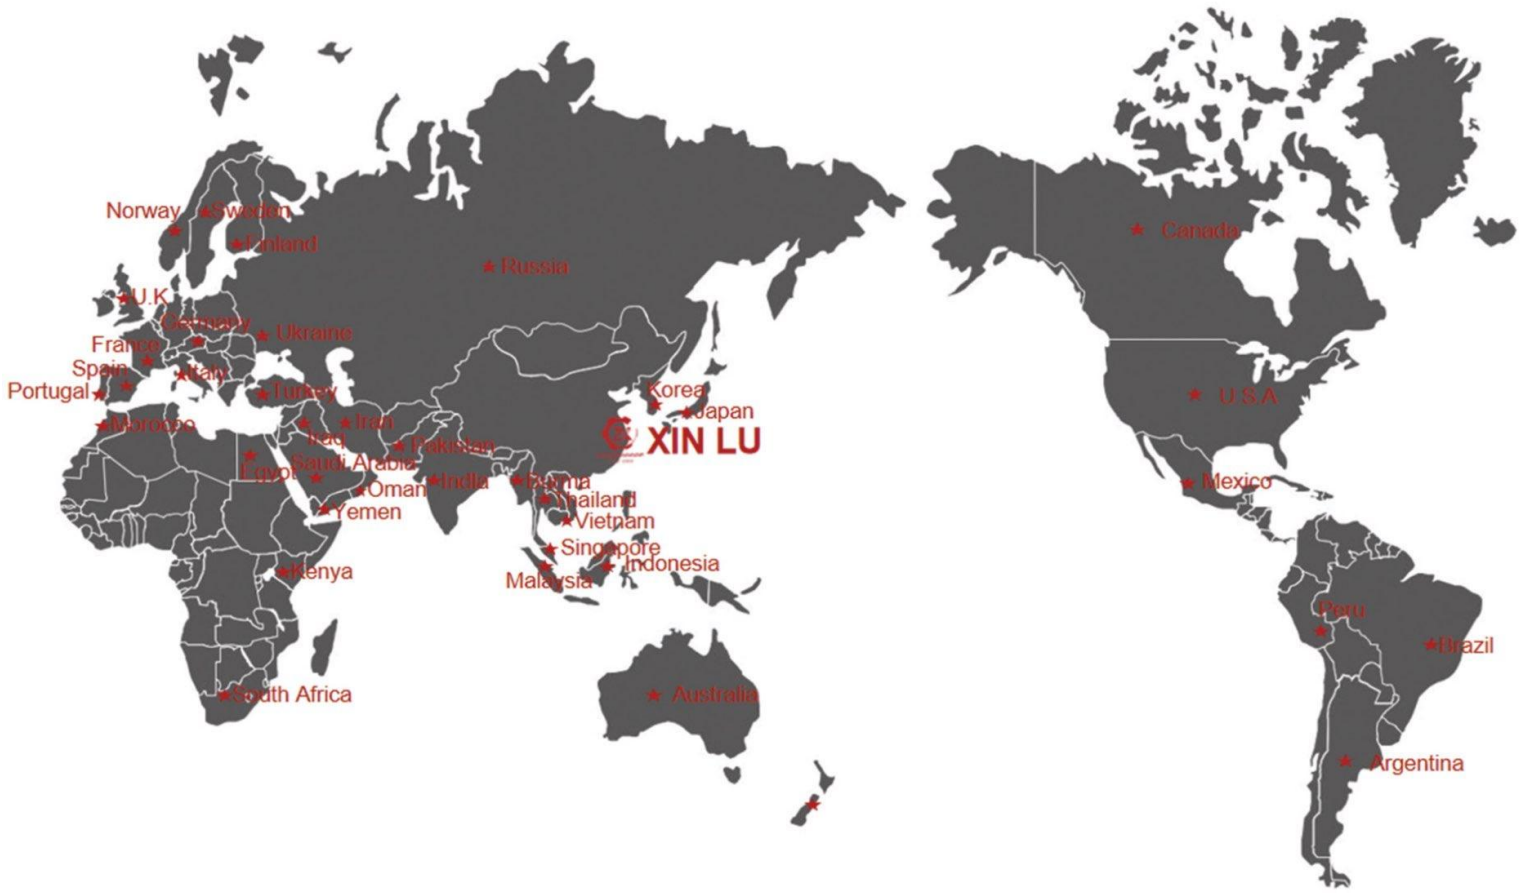 Norway
Sweden
Finland
Russia
Canada
U.K
Germany
Ukraine
France
Spain
Italy
Portugal
Turkey
Korea
Japan
U.S.A
Morocco
Iran
Iraq
Pakistan
XIN LU
Egypt
Saudi Arabia
Oman
India
Burma
Mexico
Yemen
Thailand
Vietnam
Singapore
Indonesia
Malaysia
Kenya
Peru
Brazil
South Africa
Australia
Argentina